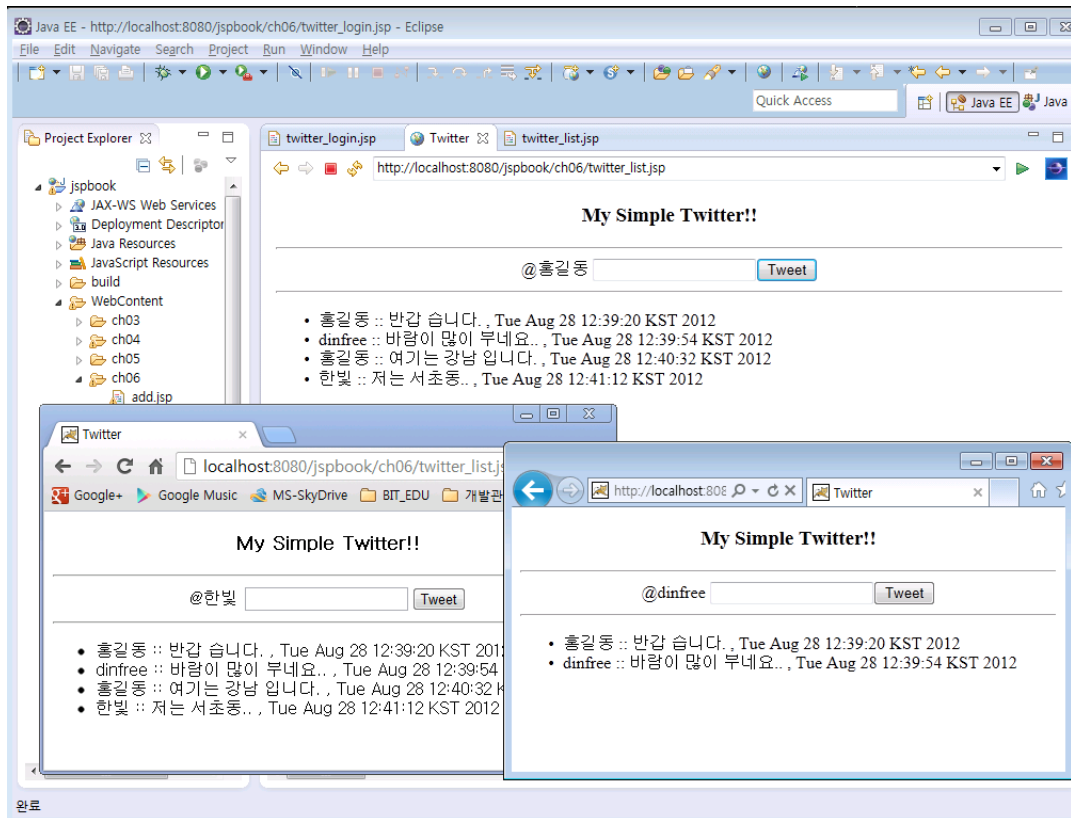 Java EE - http://localhost:8080/jspbook/ch06/twitter_login.jsp - Eclipse
File Edit Navigate Search Project Run Window Help
Quick Access Java EE Java
Project Explorer
jspbook
JAX-WS Web Services
Deployment Descriptor
Java Resources
JavaScript Resources
build
WebContent
ch03
ch04
ch05
ch06
add.jsp
twitter_login.jsp Twitter twitter_list.jsp
http://localhost:8080/jspbook/ch06/twitter_list.jsp
My Simple Twitter!!
@홍길동 Tweet
• 홍길동 :: 반갑 습니다. , Tue Aug 28 12:39:20 KST 2012
• dinfree :: 바람이 많이 부네요.. , Tue Aug 28 12:39:54 KST 2012
• 홍길동 :: 여기는 강남 입니다. , Tue Aug 28 12:40:32 KST 2012
• 한빛 :: 저는 서초동.. , Tue Aug 28 12:41:12 KST 2012
Twitter
localhost:8080/jspbook/ch06/twitter_list.js
Google+ Google Music MS-SkyDrive BIT_EDU 개발관
My Simple Twitter!!
@한빛 Tweet
• 홍길동 :: 반갑 습니다. , Tue Aug 28 12:39:20 KST 201
• dinfree :: 바람이 많이 부네요.. , Tue Aug 28 12:39:54
• 홍길동 :: 여기는 강남 입니다. , Tue Aug 28 12:40:32 K
• 한빛 :: 저는 서초동.. , Tue Aug 28 12:41:12 KST 2012
http://localhost:808 Twitter
My Simple Twitter!!
@dinfree Tweet
• 홍길동 :: 반갑 습니다. , Tue Aug 28 12:39:20 KST 2012
• dinfree :: 바람이 많이 부네요.. , Tue Aug 28 12:39:54 KST 2012
완료